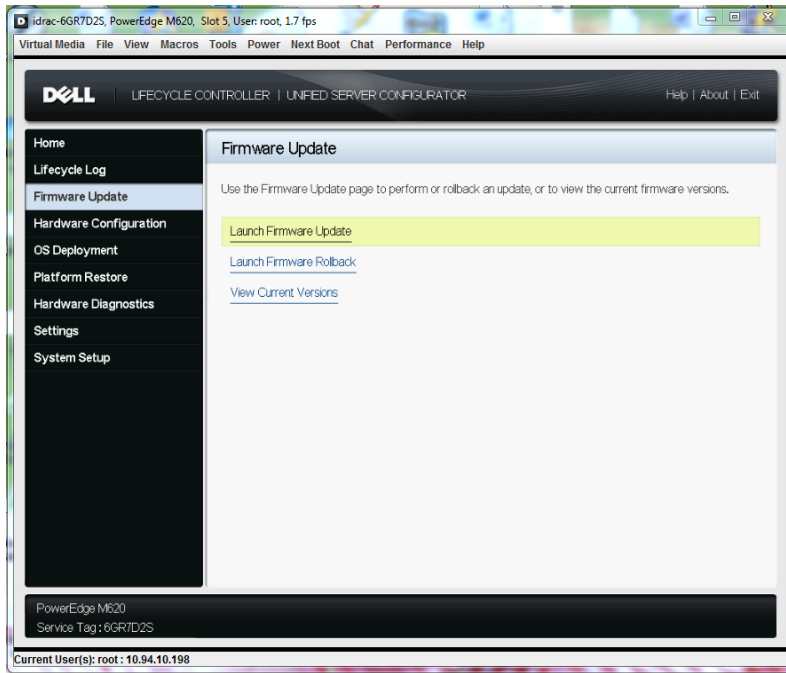 idrac-6GR7D2S, PowerEdge M620, Slot 5, User: root, 1.7 fps
Virtual Media File View Macros Tools Power Next Boot Chat Performance Help
DELL LIFECYCLE CONTROLLER | UNIFIED SERVER CONFIGURATOR Help | About | Exit
Home
Lifecycle Log
Firmware Update
Hardware Configuration
OS Deployment
Platform Restore
Hardware Diagnostics
Settings
System Setup
Firmware Update
Use the Firmware Update page to perform or rollback an update, or to view the current firmware versions.
Launch Firmware Update
Launch Firmware Rollback
View Current Versions
PowerEdge M620
Service Tag : 6GR7D2S
Current User(s): root : 10.94.10.198